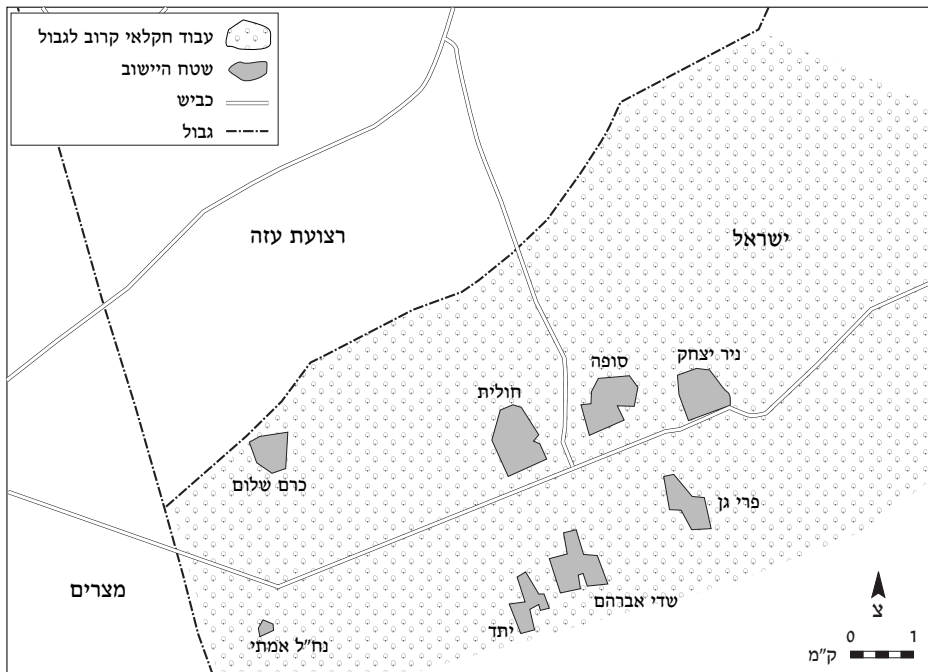 עבוד חקלאי קרוב לגבול
שטח היישוב
כביש
גבול
רצועת עזה
ישראל
ניר יצחק
סופה
חולית
כרם שלום
פרי גן
שדי אברהם
יתד
נח"ל אמתי
מצרים
צ
0 1
ק"מ